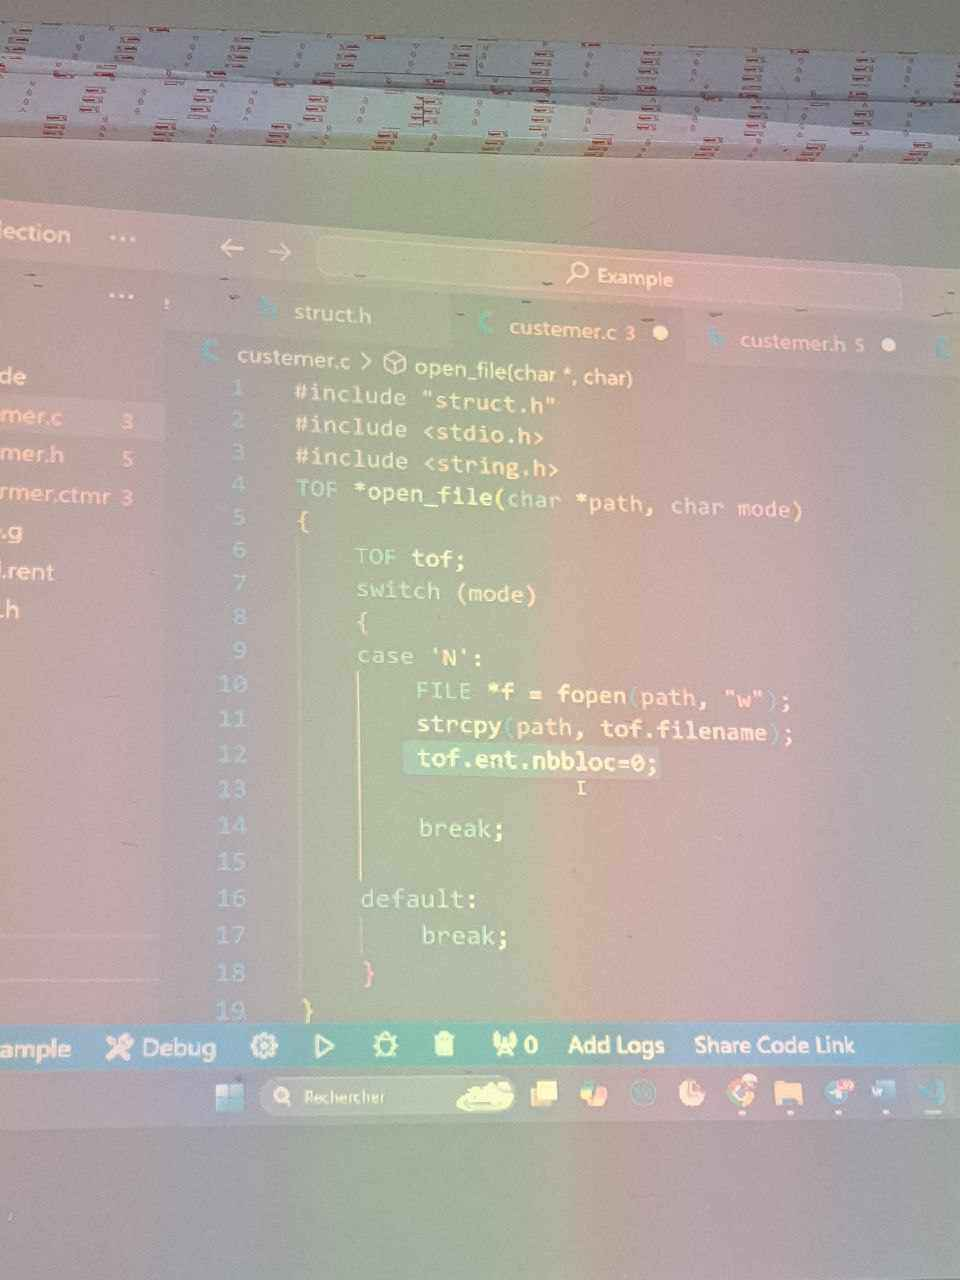 lection ...
← → Example
... !
struct.h custemer.c 3 custemer.h 5
custemer.c > open_file(char *, char)
de
mer.c 3
mer.h 5
rmer.ctmr 3
.g
.rent
.h
1 #include "struct.h"
2 #include <stdio.h>
3 #include <string.h>
4 TOF *open_file(char *path, char mode)
5 {
6 TOF tof;
7 switch (mode)
8 {
9 case 'N':
10 FILE *f = fopen(path, "w");
11 strcpy(path, tof.filename);
12 tof.ent.nbbloc=0;
13
14 break;
15
16 default:
17 break;
18 }
19 }
ample Debug 0 Add Logs Share Code Link
Rechercher